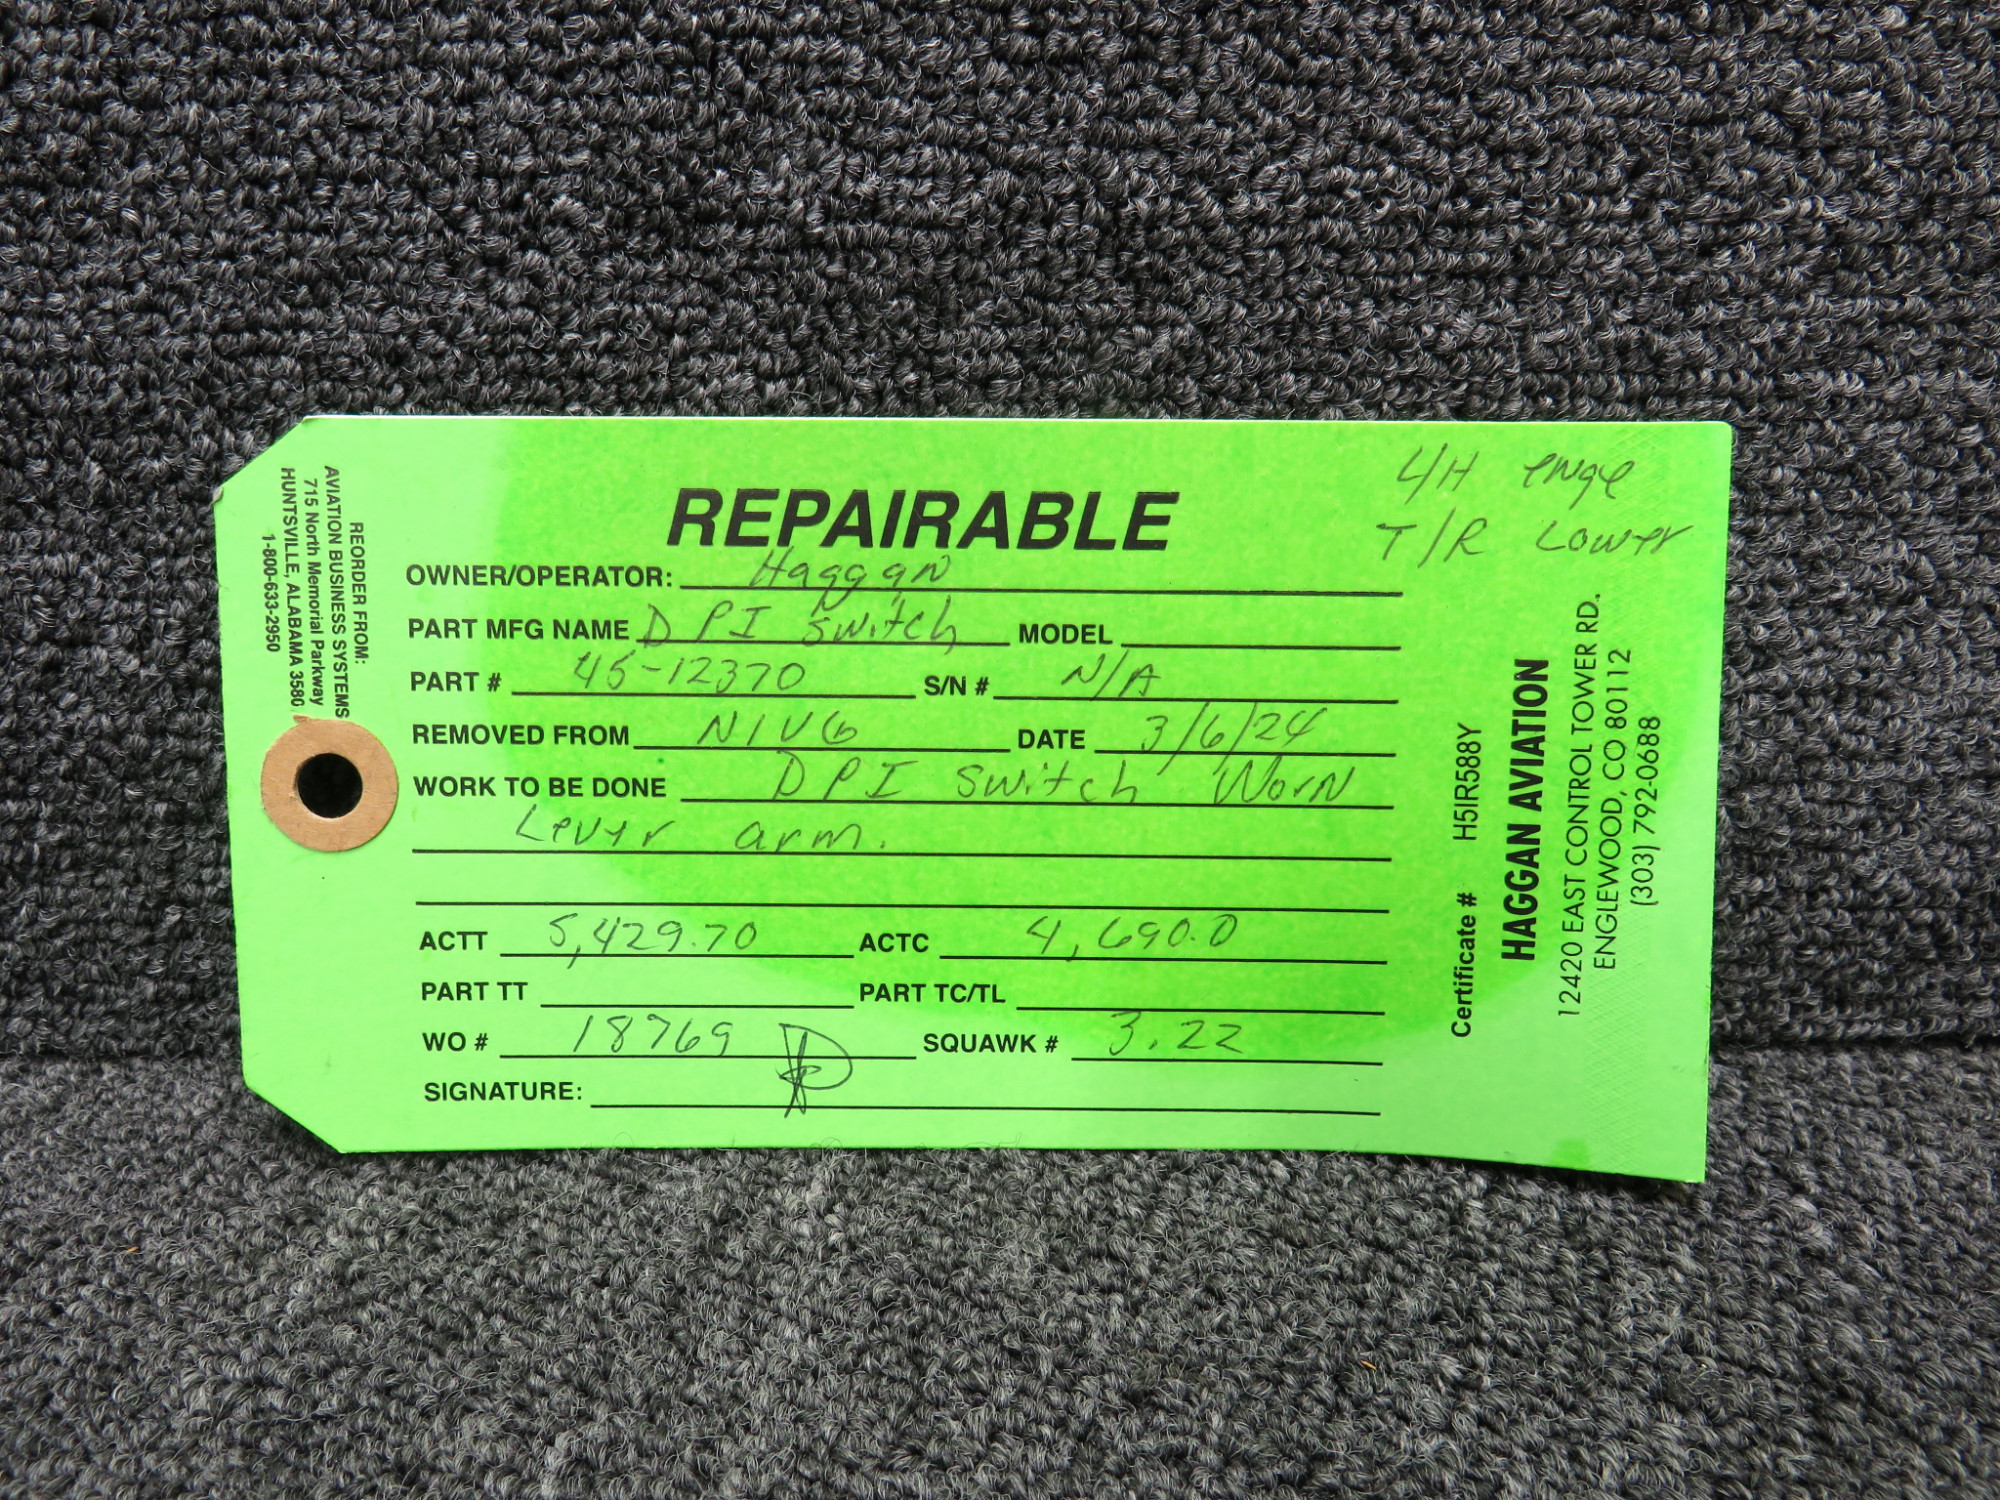 REORDER FROM:
AVIATION BUSINESS SYSTEMS
715 North Memorial Parkway
HUNTSVILLE, ALABAMA 3580
1-800-633-2950
REPAIRABLE
4H enge
T/R Lower
OWNER/OPERATOR: Haggan
PART MFG NAME DPI Switch MODEL
PART # 45-12370 S/N # N/A
REMOVED FROM N1VG DATE 3/6/24
WORK TO BE DONE DPI Switch Worn
Lever arm.
ACTT 5,429.70 ACTC 4,690.0
PART TT PART TC/TL
WO # 18769 SQUAWK # 3.22
SIGNATURE:
Certificate # H5IR588Y
HAGGAN AVIATION
12420 EAST CONTROL TOWER RD.
ENGLEWOOD, CO 80112
(303) 792-0688